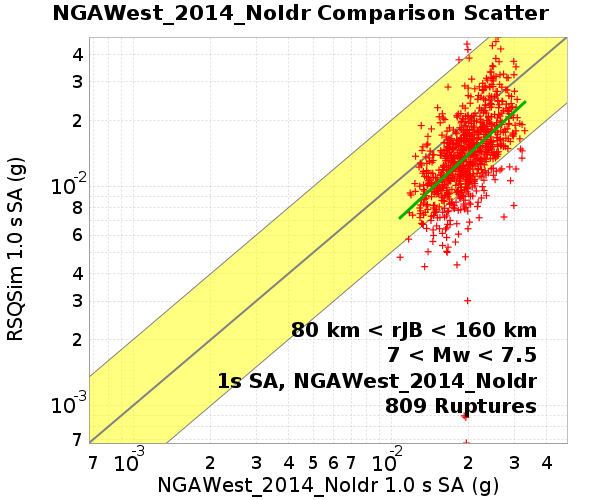 NGAWest_2014_NoIdr Comparison Scatter
RSQSim 1.0 s SA (g)
4
3
2
10-2
8
6
4
3
2
10-3
7
80 km < rJB < 160 km
7 < Mw < 7.5
1s SA, NGAWest_2014_NoIdr
809 Ruptures
7 10-3 2 3 4 5 6 7 10-2 2 3 4
NGAWest_2014_NoIdr 1.0 s SA (g)